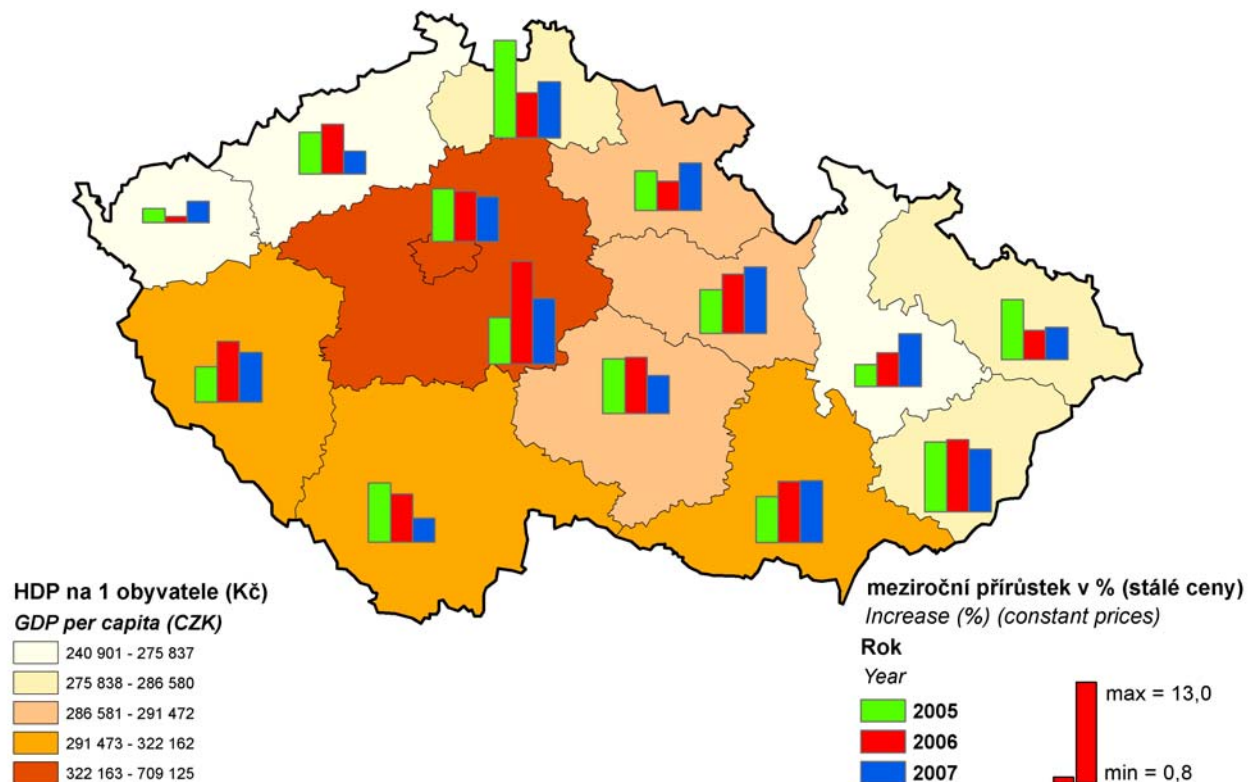 HDP na 1 obyvatele (Kč)
GDP per capita (CZK)
240 901 - 275 837
275 838 - 286 580
286 581 - 291 472
291 473 - 322 162
322 163 - 709 125
meziroční přírůstek v % (stálé ceny)
Increase (%) (constant prices)
Rok
Year
2005
2006
2007
max = 13,0
min = 0,8